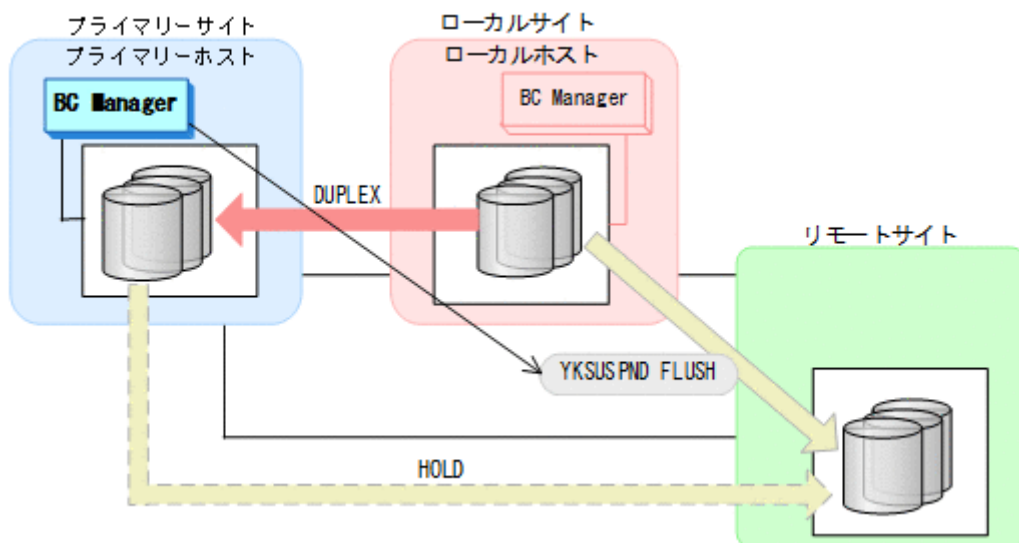 プライマリーサイト
プライマリーホスト
BC Manager
ローカルサイト
ローカルホスト
BC Manager
DUPLEX
リモートサイト
YKSUSPND FLUSH
HOLD